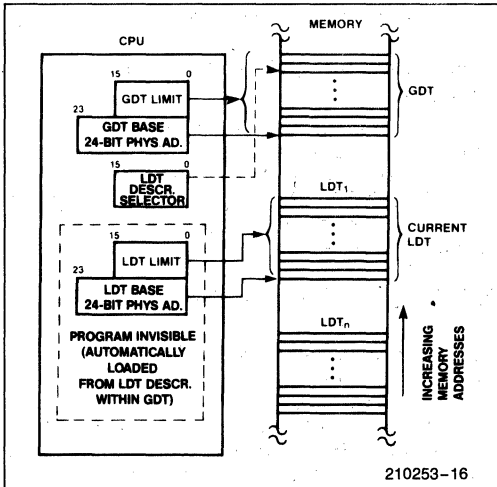 MEMORY
CPU
15 0
GDT LIMIT
23
GDT BASE
24-BIT PHYS AD.
GDT
15 0
LDT
DESCR.
SELECTOR
LDT₁
15 0
LDT LIMIT
23
LDT BASE
24-BIT PHYS AD.
CURRENT
LDT
PROGRAM INVISIBLE
(AUTOMATICALLY
LOADED
FROM LDT DESCR.
WITHIN GDT)
LDTₙ
INCREASING
MEMORY
ADDRESSES
210253–16